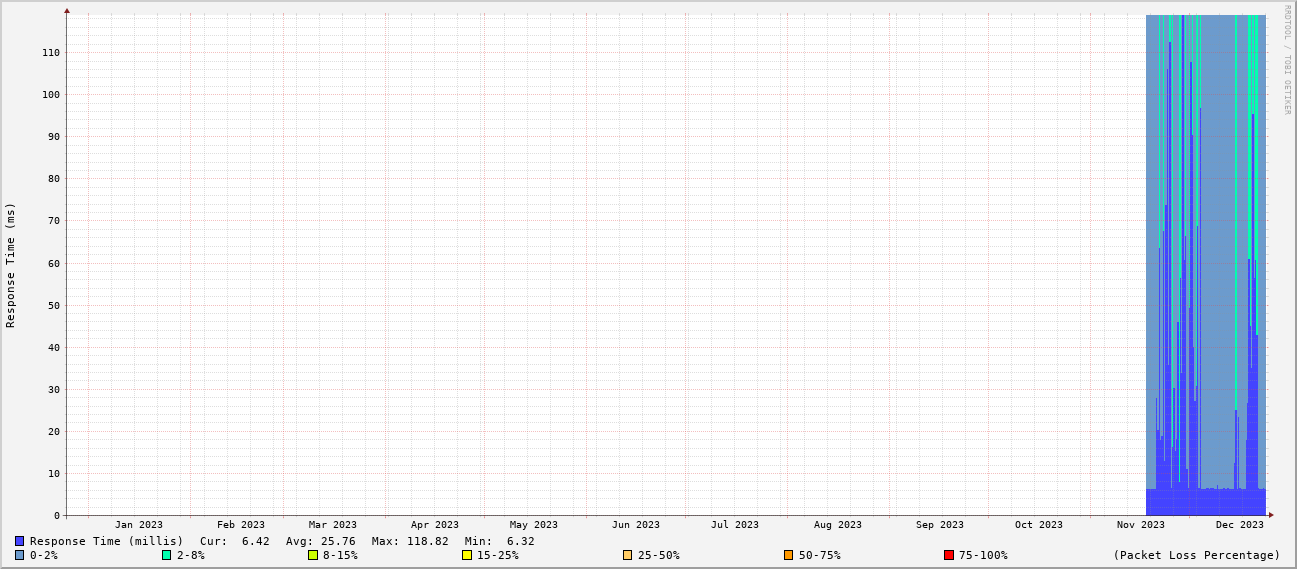 RRDTOOL / TOBI OETIKER
Response Time (ms)
110
100
90
80
70
60
50
40
30
20
10
0
Jan 2023 Feb 2023 Mar 2023 Apr 2023 May 2023 Jun 2023 Jul 2023 Aug 2023 Sep 2023 Oct 2023 Nov 2023 Dec 2023
Response Time (millis) Cur: 6.42 Avg: 25.76 Max: 118.82 Min: 6.32
0-2% 2-8% 8-15% 15-25% 25-50% 50-75% 75-100% (Packet Loss Percentage)